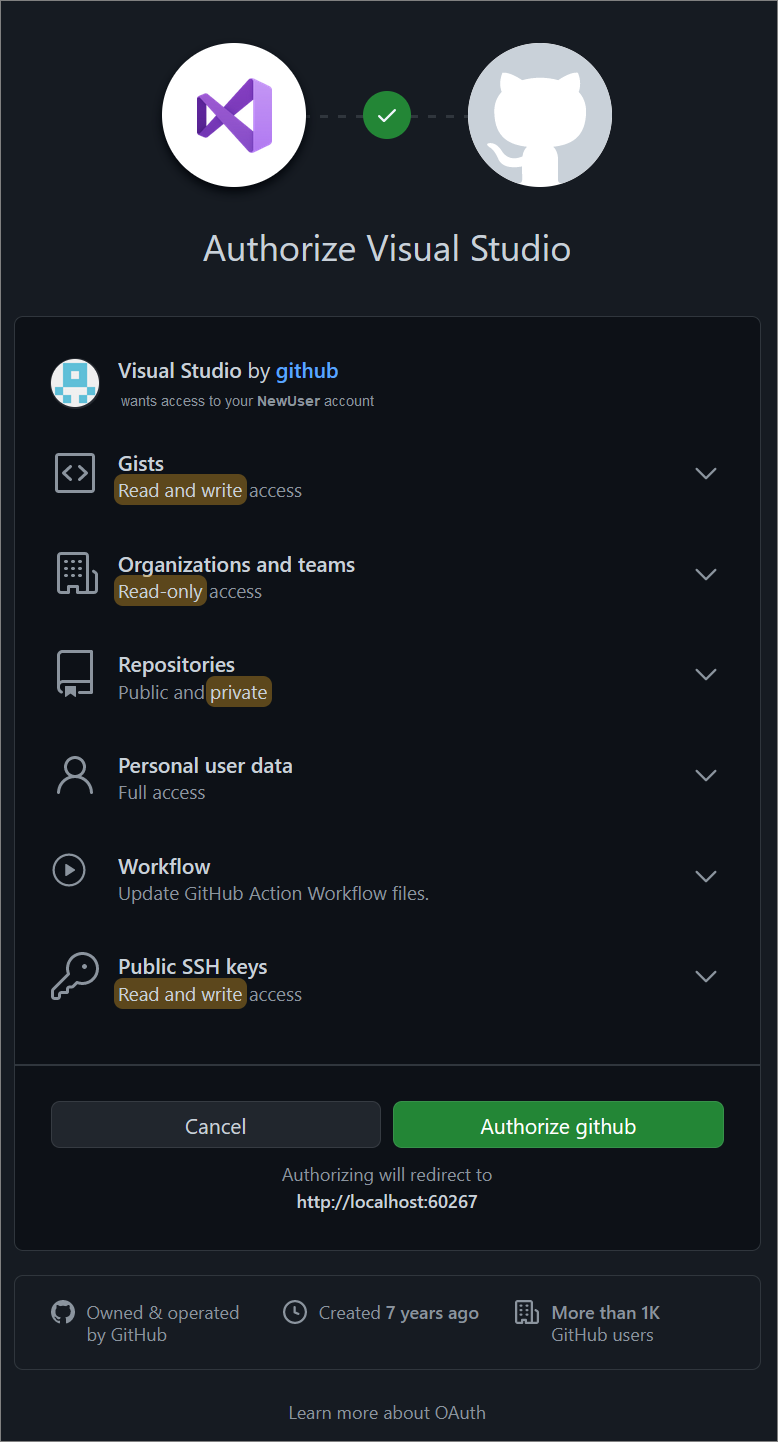 Authorize Visual Studio
Visual Studio by github
wants access to your NewUser account
Gists
Read and write access
Organizations and teams
Read-only access
Repositories
Public and private
Personal user data
Full access
Workflow
Update GitHub Action Workflow files.
Public SSH keys
Read and write access
Cancel
Authorize github
Authorizing will redirect to
http://localhost:60267
Owned & operated
by GitHub
Created 7 years ago
More than 1K
GitHub users
Learn more about OAuth